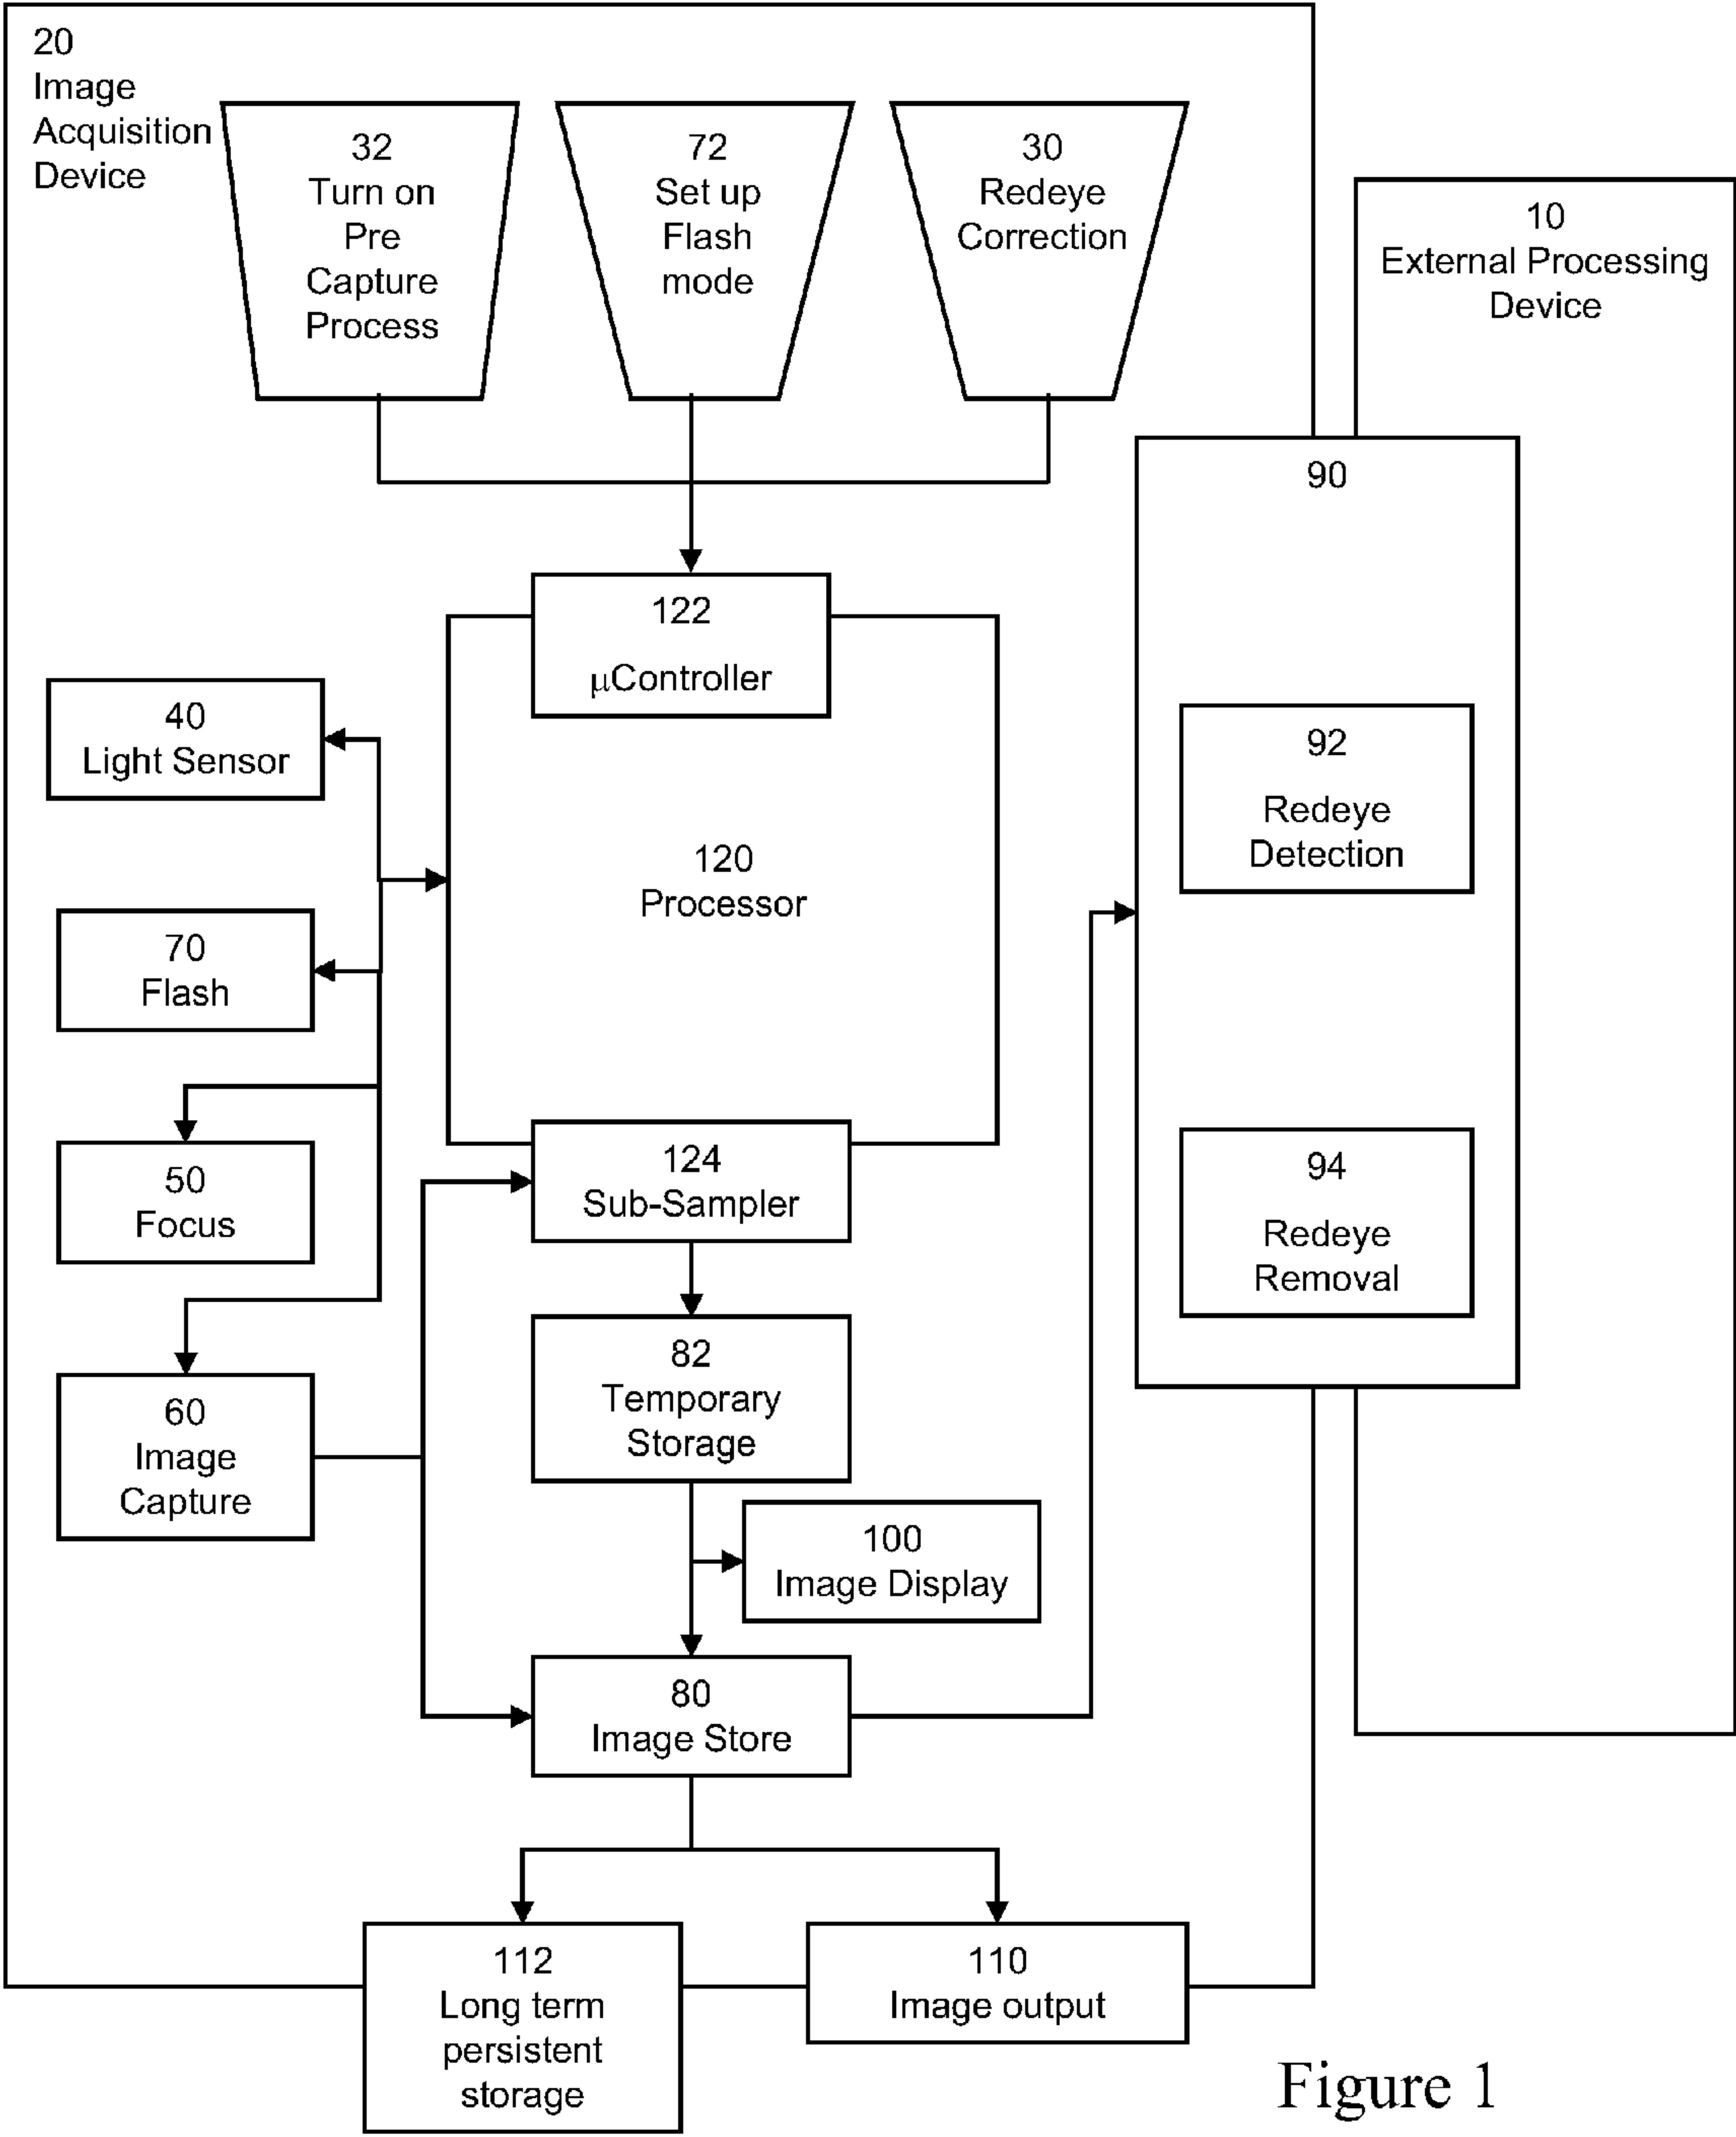 20
Image
Acquisition
Device
32
Turn on
Pre
Capture
Process
72
Set up
Flash
mode
30
Redeye
Correction
10
External Processing
Device
90
122
μController
40
Light Sensor
92
Redeye
Detection
120
Processor
70
Flash
124
Sub-Sampler
50
Focus
94
Redeye
Removal
82
Temporary
Storage
60
Image
Capture
100
Image Display
80
Image Store
112
Long term
persistent
storage
110
Image output
Figure 1